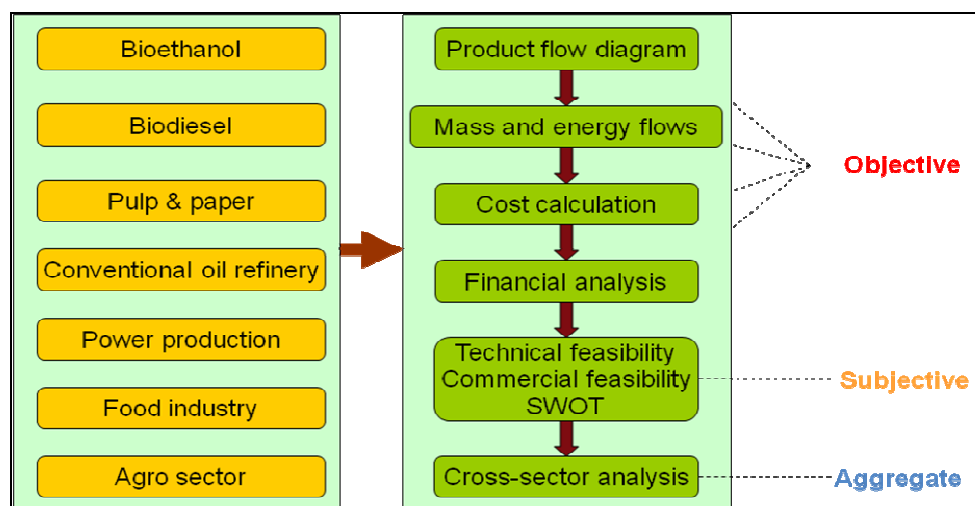 Bioethanol
Biodiesel
Pulp & paper
Conventional oil refinery
Power production
Food industry
Agro sector
Product flow diagram
Mass and energy flows
Cost calculation
Financial analysis
Technical feasibility
Commercial feasibility
SWOT
Cross-sector analysis
Objective
Subjective
Aggregate